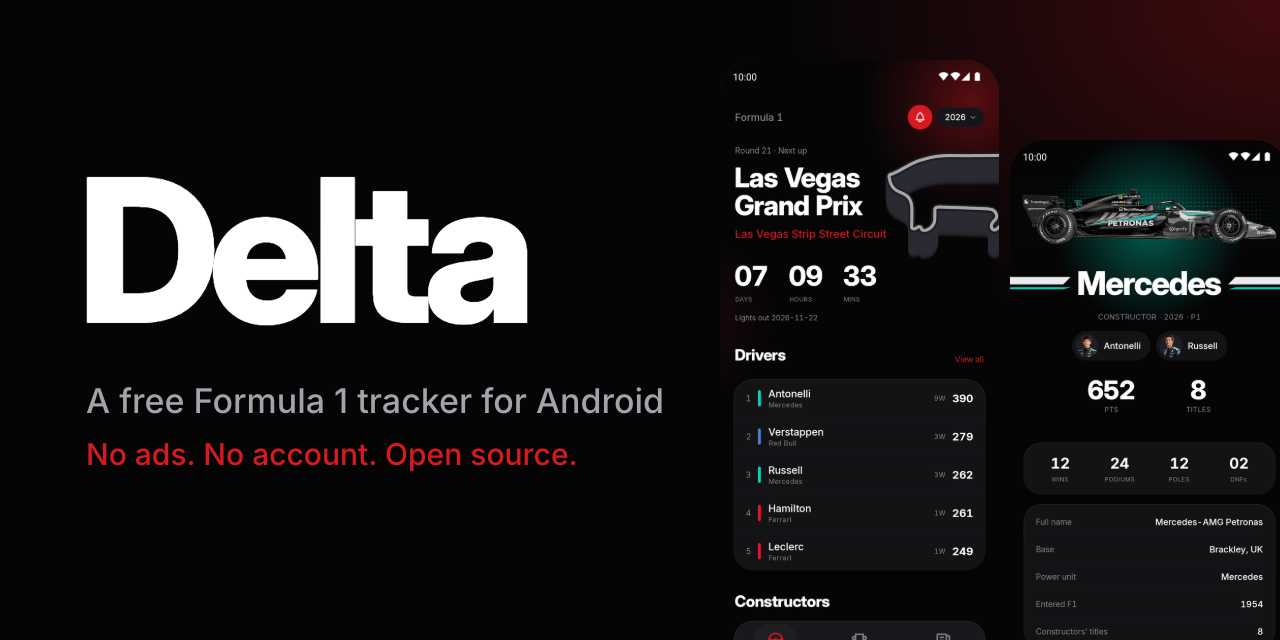 Delta
A free Formula 1 tracker for Android
No ads. No account. Open source.
10:00
Formula 1
2026
Round 21 · Next up
Las Vegas
Grand Prix
Las Vegas Strip Street Circuit
07 09 33
DAYS HOURS MINS
Lights out 2026-11-22
Drivers View all
1 Antonelli 9W 390
Mercedes
2 Verstappen 3W 279
Red Bull
3 Russell 3W 262
Mercedes
4 Hamilton 1W 261
Ferrari
5 Leclerc 1W 249
Ferrari
Constructors
10:00
PETRONAS
Mercedes
CONSTRUCTOR · 2026 · P1
Antonelli Russell
652 8
PTS TITLES
12 24 12 02
WINS PODIUMS POLES DNFs
Full name Mercedes-AMG Petronas
Base Brackley, UK
Power unit Mercedes
Entered F1 1954
Constructors' titles 8